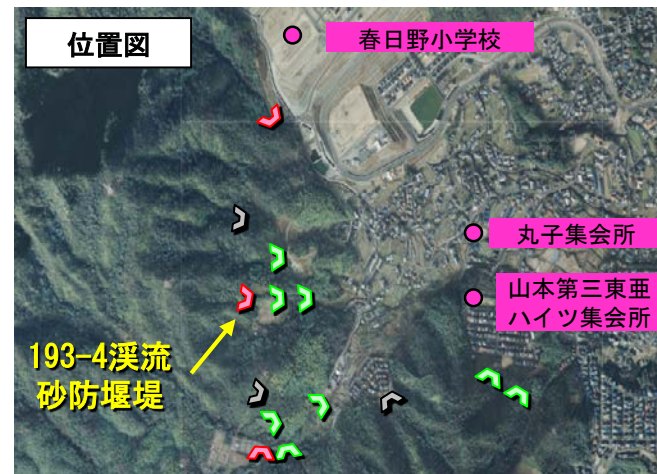 位置図
春日野小学校
丸子集会所
山本第三東亜
ハイツ集会所
193-4渓流
砂防堰堤